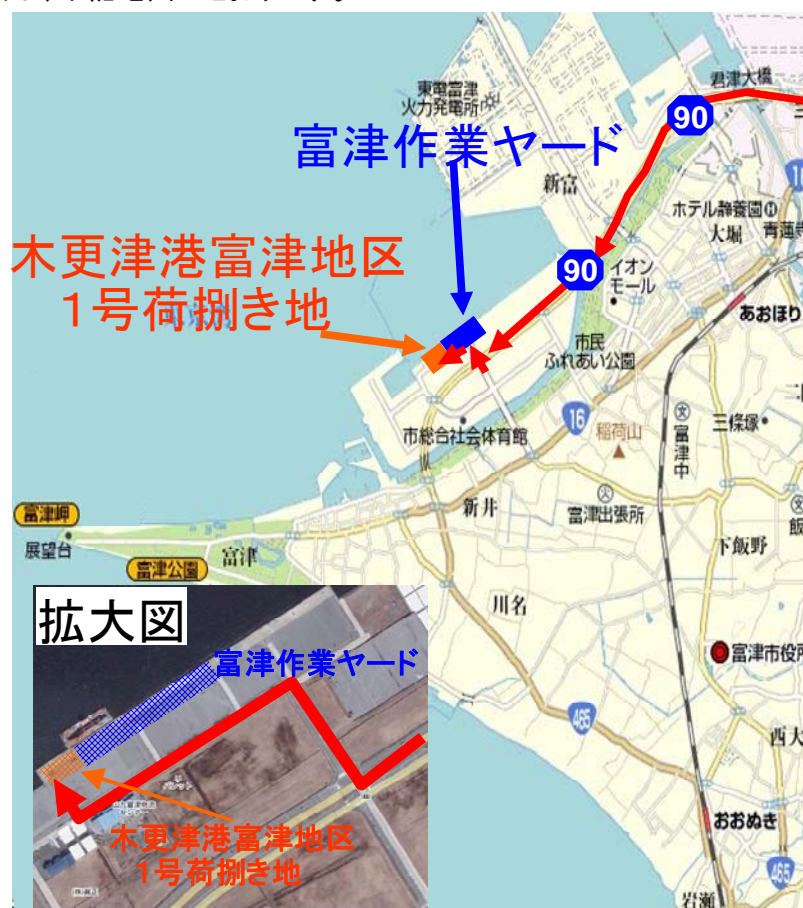 東電富津
火力発電所
君津大橋
90
富津作業ヤード
新富
16
ホテル静養園
大堀
青蓮寺
木更津港富津地区
1号荷捌き地
90
イオン
モール
あおほり
市民
ふれあい公園
16
市総合社会体育館
稲荷山
文
富津中
三條塚
富津岬
展望台
新井
火
富津出張所
文
飯
下飯野
富津
富津公園
川名
拡大図
富津作業ヤード
富津市役所
465
西大
木更津港富津地区
1号荷捌き地
おおぬき
465
岩瀬